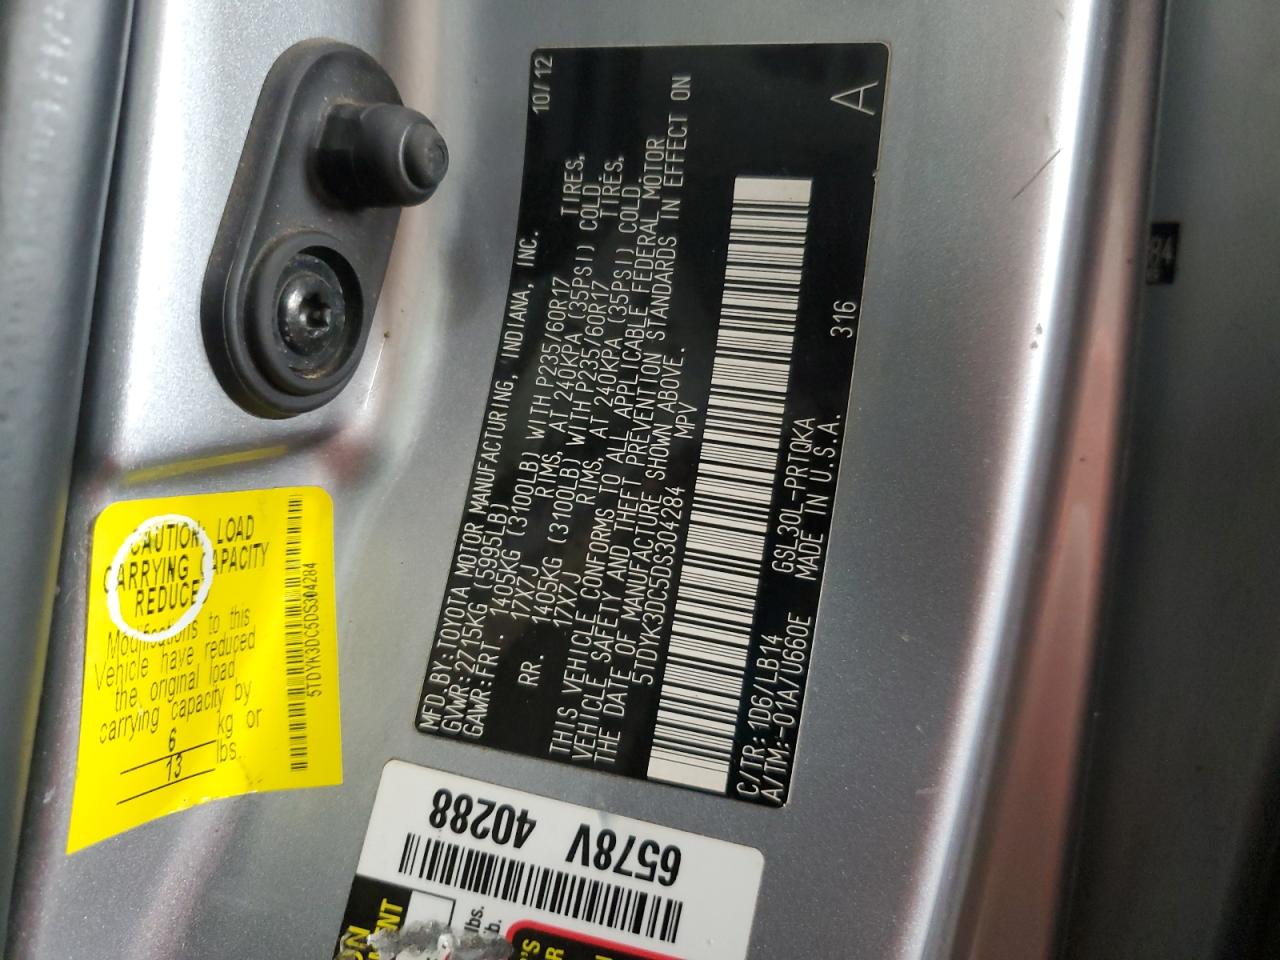 MFD.BY:TOYOTA MOTOR MANUFACTURING, INDIANA, INC. 10/12
GVWR:2715KG (5995LB)
GAWR:FRT. 1405KG (3100LB) WITH P235/60R17 TIRES,
17X7J RIMS, AT 240KPA (35PSI) COLD
RR. 1405KG (3100LB) WITH P235/60R17 TIRES,
17X7J RIMS, AT 240KPA (35PSI) COLD.
THIS VEHICLE CONFORMS TO ALL APPLICABLE FEDERAL MOTOR
VEHICLE SAFETY AND THEFT PREVENTION STANDARDS IN EFFECT ON
THE DATE OF MANUFACTURE SHOWN ABOVE.
5TDYK3DC5DS304284 MPV
C/TR:1D6/LB14 GSL30L-PRTQKA 316
A/TM:-01A/U660E MADE IN U.S.A. A
CAUTION: LOAD
CARRYING CAPACITY
REDUCED
Modifications to this
Vehicle have reduced
the original load
carrying capacity by
6 kg or
13 lbs.
5TDYK3DC5DS304284
6578V 40288
lbs.
84